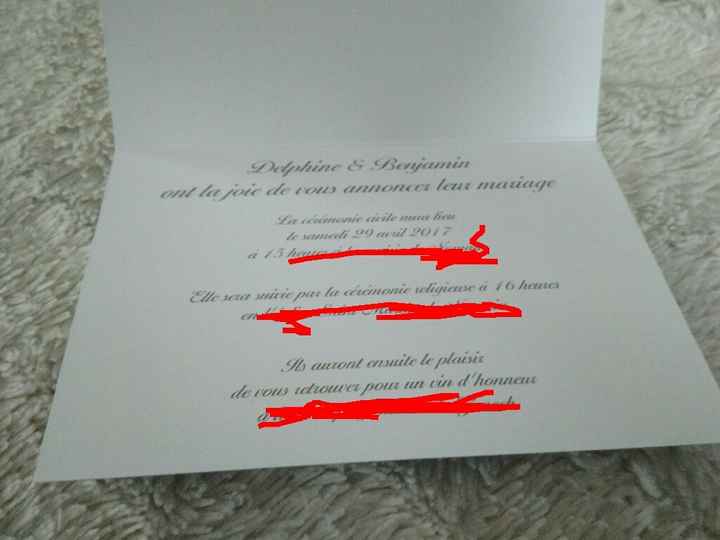 Delphine & Benjamin
ont la joie de vous annoncer leur mariage
La cérémonie civile aura lieu
le samedi 29 avril 2017
à 15 heures
Elle sera suivie par la cérémonie religieuse à 16 heures
en
Ils auront ensuite le plaisir
de vous retrouver pour un vin d'honneur
à